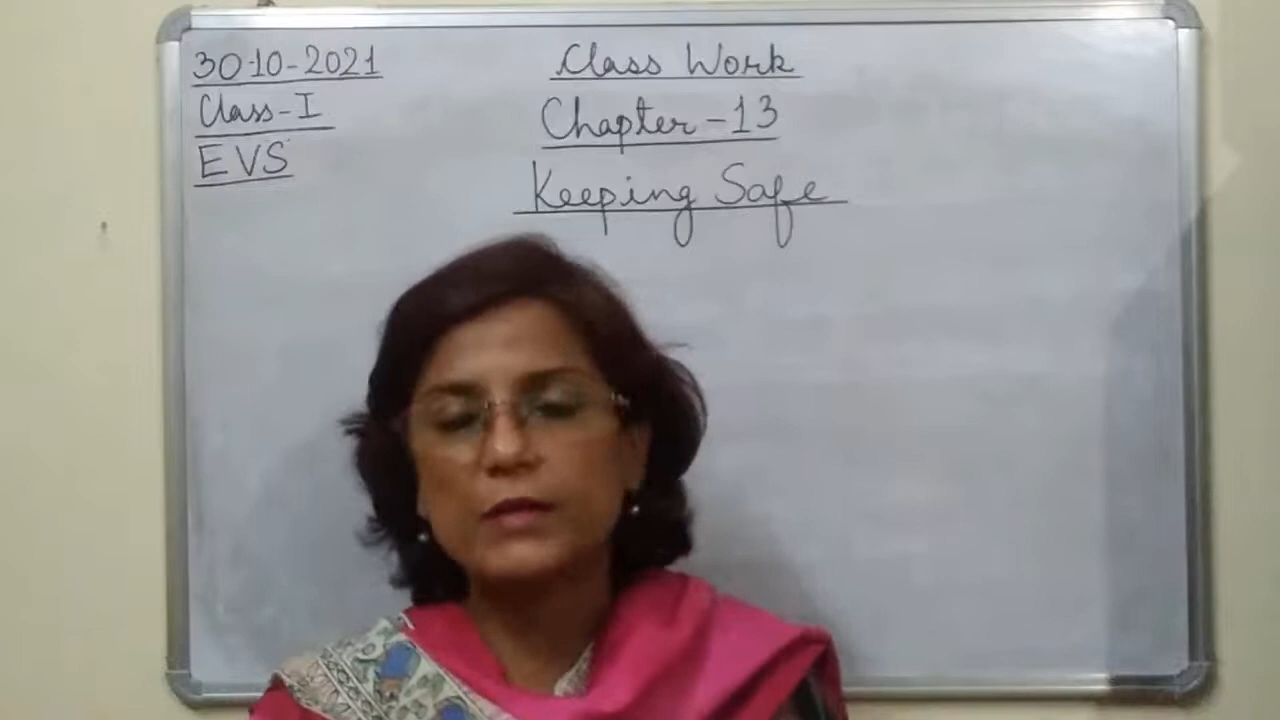 30-10-2021
Class-I
EVS
Class Work
Chapter-13
Keeping Safe